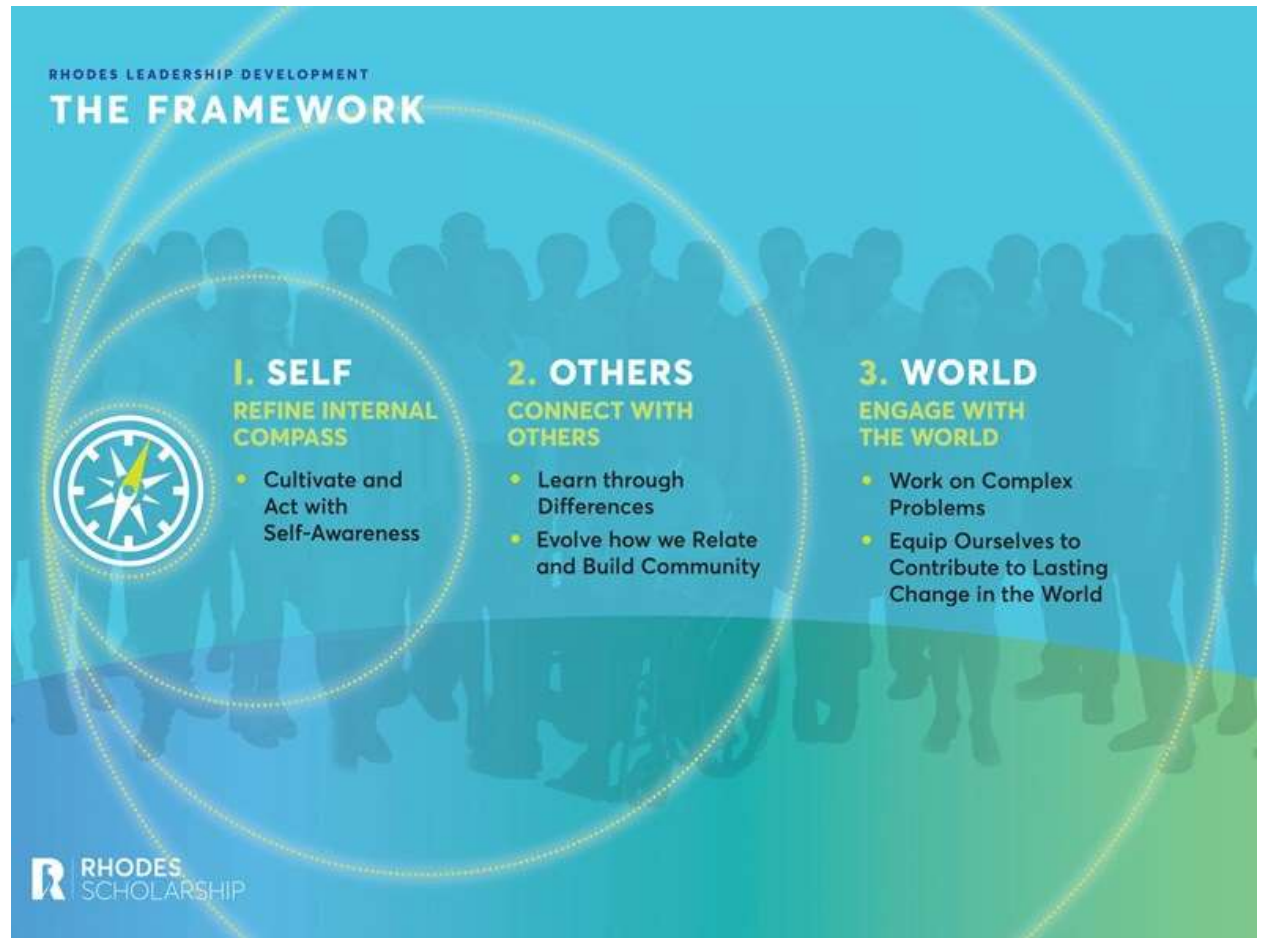 RHODES LEADERSHIP DEVELOPMENT
THE FRAMEWORK
1. SELF
REFINE INTERNAL
COMPASS
• Cultivate and
Act with
Self-Awareness
2. OTHERS
CONNECT WITH
OTHERS
• Learn through
Differences
• Evolve how we Relate
and Build Community
3. WORLD
ENGAGE WITH
THE WORLD
• Work on Complex
Problems
• Equip Ourselves to
Contribute to Lasting
Change in the World
R
RHODES
SCHOLARSHIP